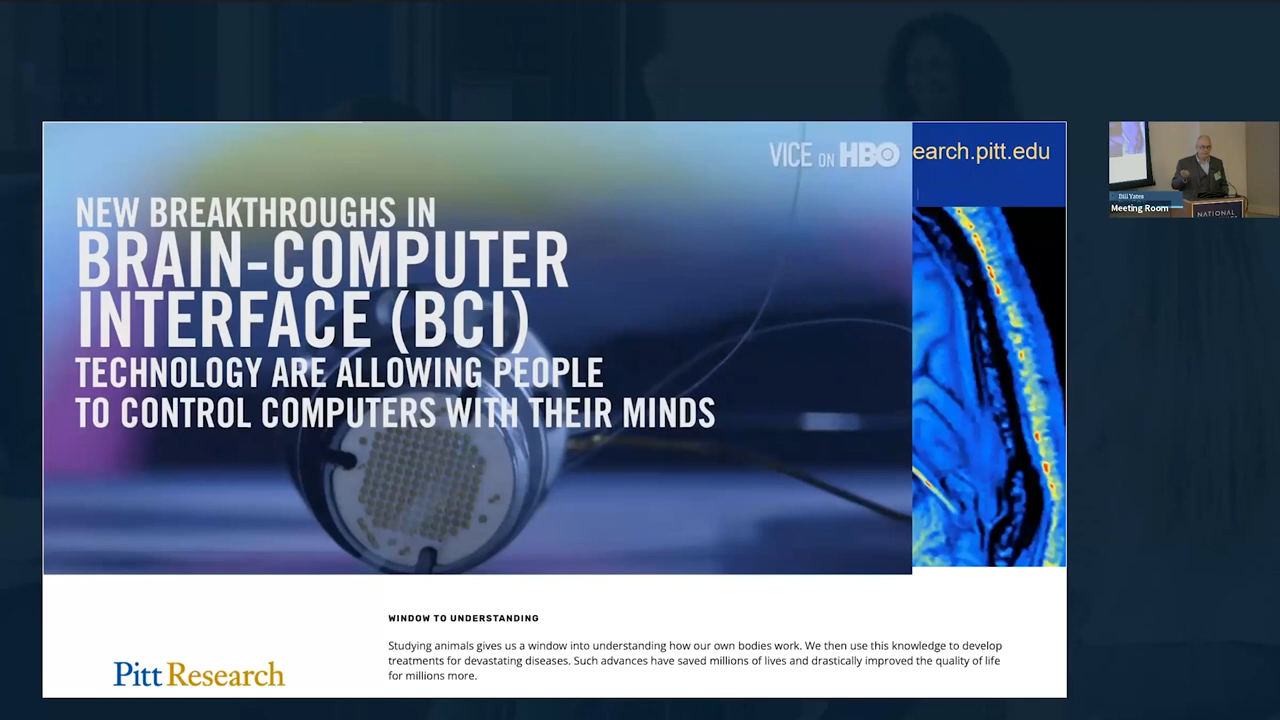 VICE ON HBO
earch.pitt.edu
NEW BREAKTHROUGHS IN
BRAIN-COMPUTER
INTERFACE (BCI)
TECHNOLOGY ARE ALLOWING PEOPLE
TO CONTROL COMPUTERS WITH THEIR MINDS
Bill Yates
Meeting Room
NATIONAL
WINDOW TO UNDERSTANDING
Studying animals gives us a window into understanding how our own bodies work. We then use this knowledge to develop
treatments for devastating diseases. Such advances have saved millions of lives and drastically improved the quality of life
for millions more.
Pitt Research